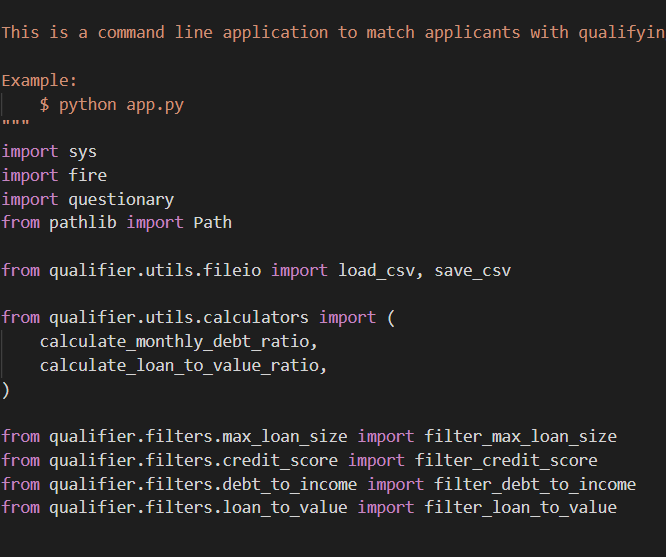 This is a command line application to match applicants with qualifyin
Example:
    $ python app.py
"""
import sys
import fire
import questionary
from pathlib import Path
from qualifier.utils.fileio import load_csv, save_csv
from qualifier.utils.calculators import (
    calculate_monthly_debt_ratio,
    calculate_loan_to_value_ratio,
)
from qualifier.filters.max_loan_size import filter_max_loan_size
from qualifier.filters.credit_score import filter_credit_score
from qualifier.filters.debt_to_income import filter_debt_to_income
from qualifier.filters.loan_to_value import filter_loan_to_value